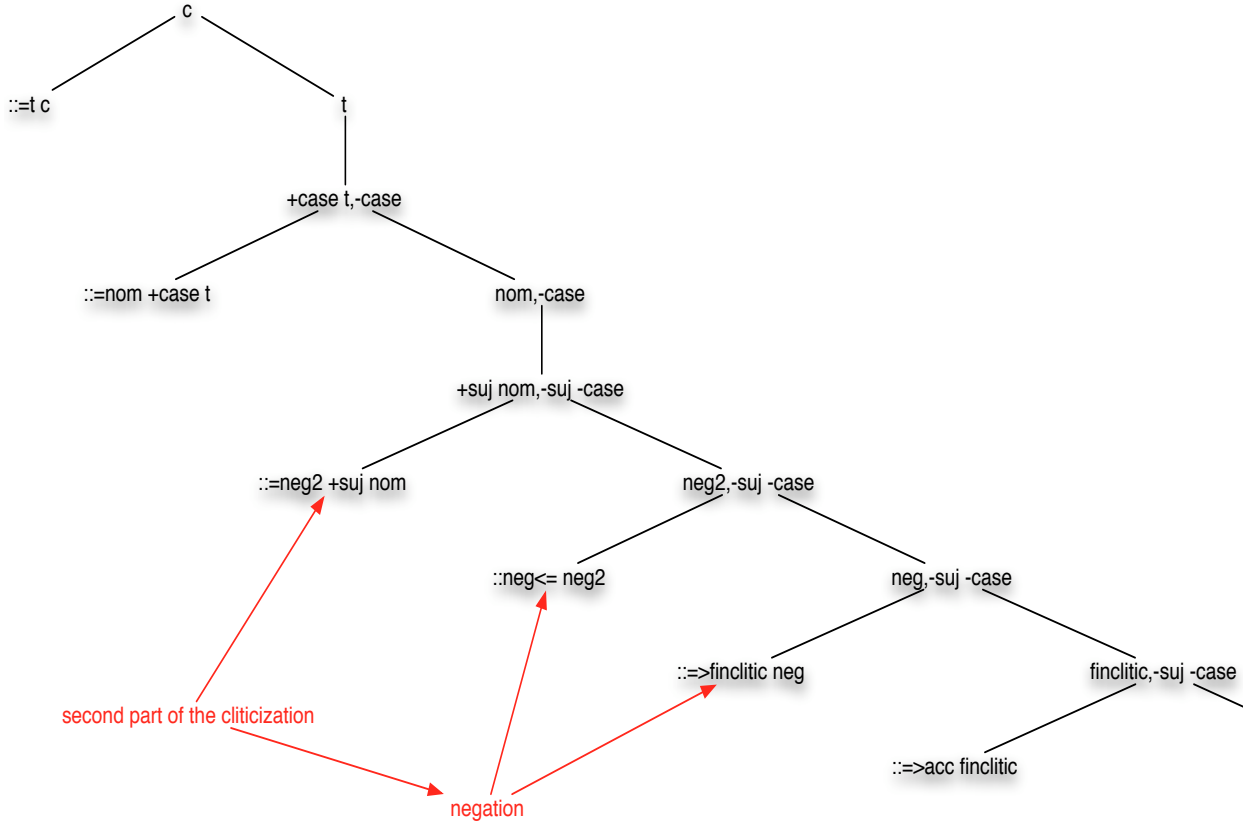 c
::=t c
t
+case t,-case
::=nom +case t
nom,-case
+suj nom,-suj -case
::=neg2 +suj nom
neg2,-suj -case
::neg<= neg2
neg,-suj -case
::=>finclitic neg
finclitic,-suj -case
second part of the cliticization
::=>acc finclitic
negation